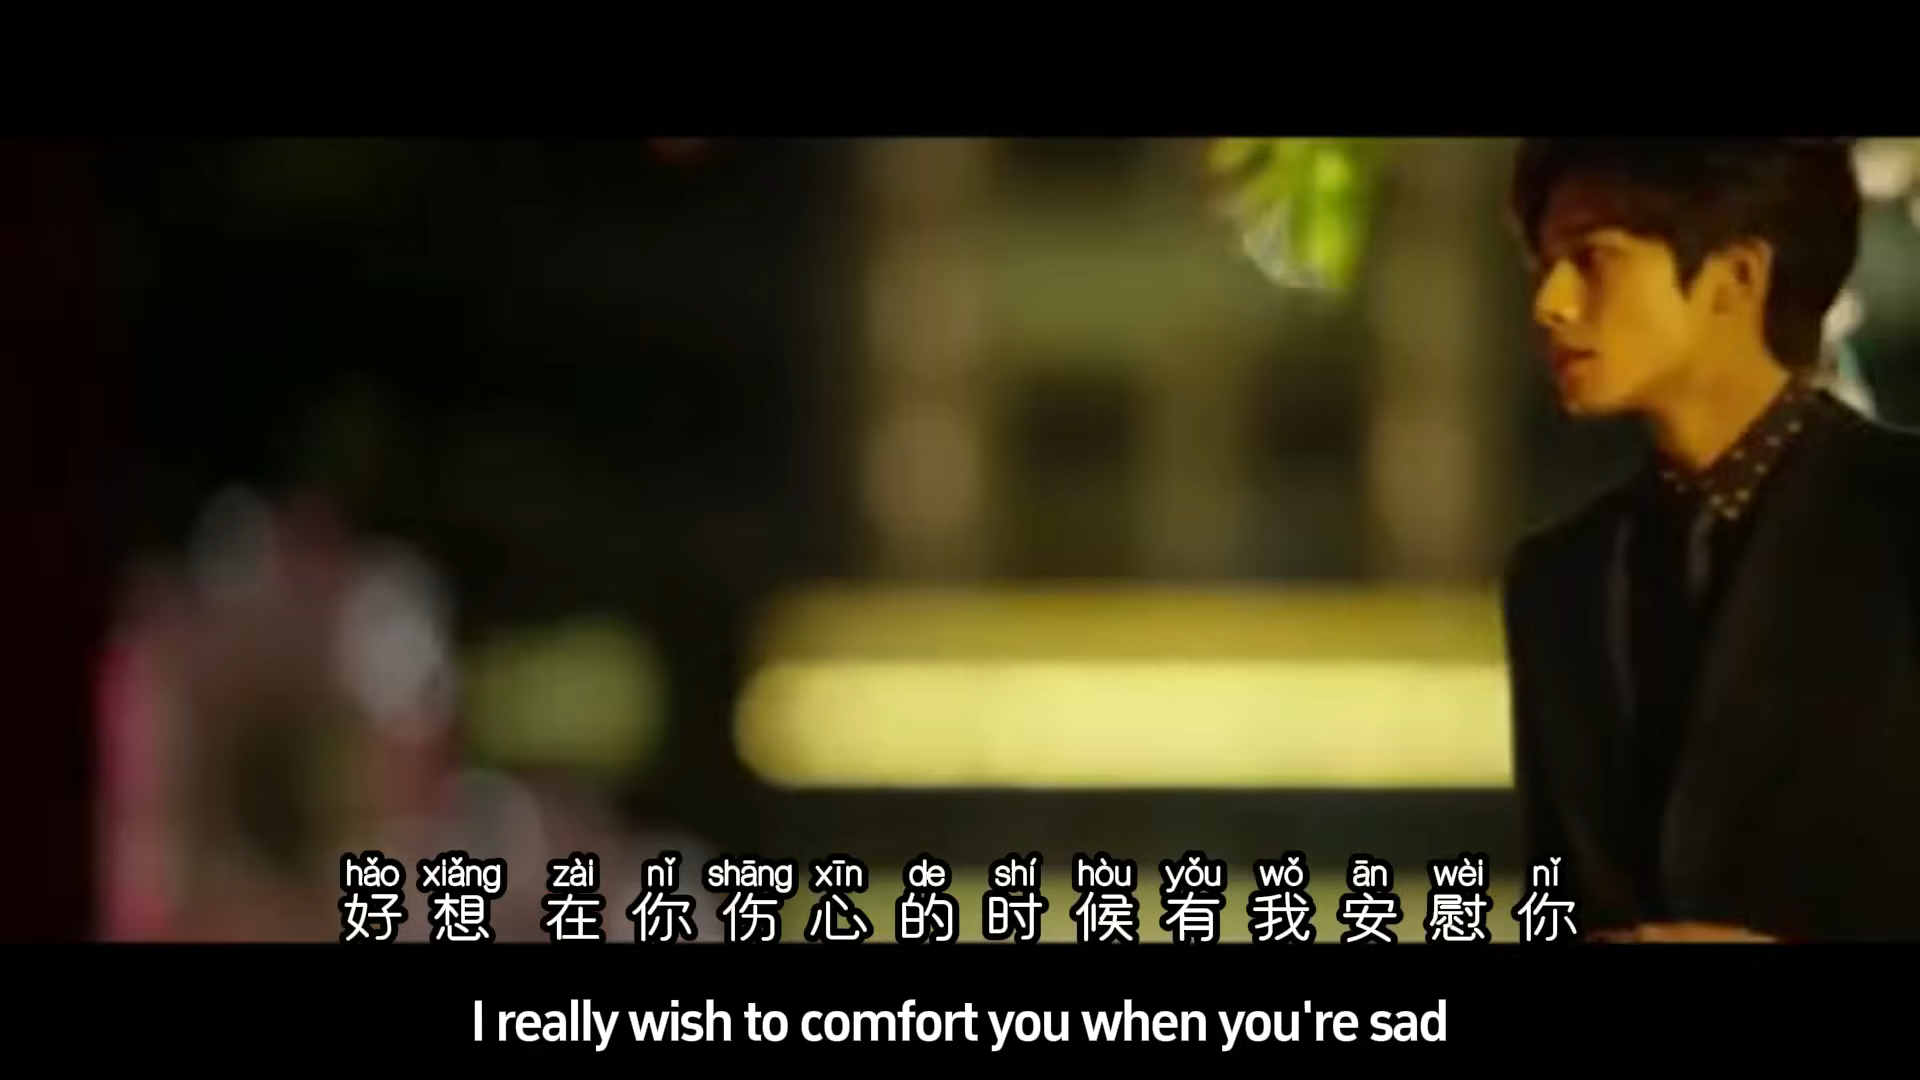 hǎo xiǎng zài nǐ shāng xīn de shí hòu yǒu wǒ ān wèi nǐ
好想 在你伤心的时候有我安慰你
I really wish to comfort you when you're sad